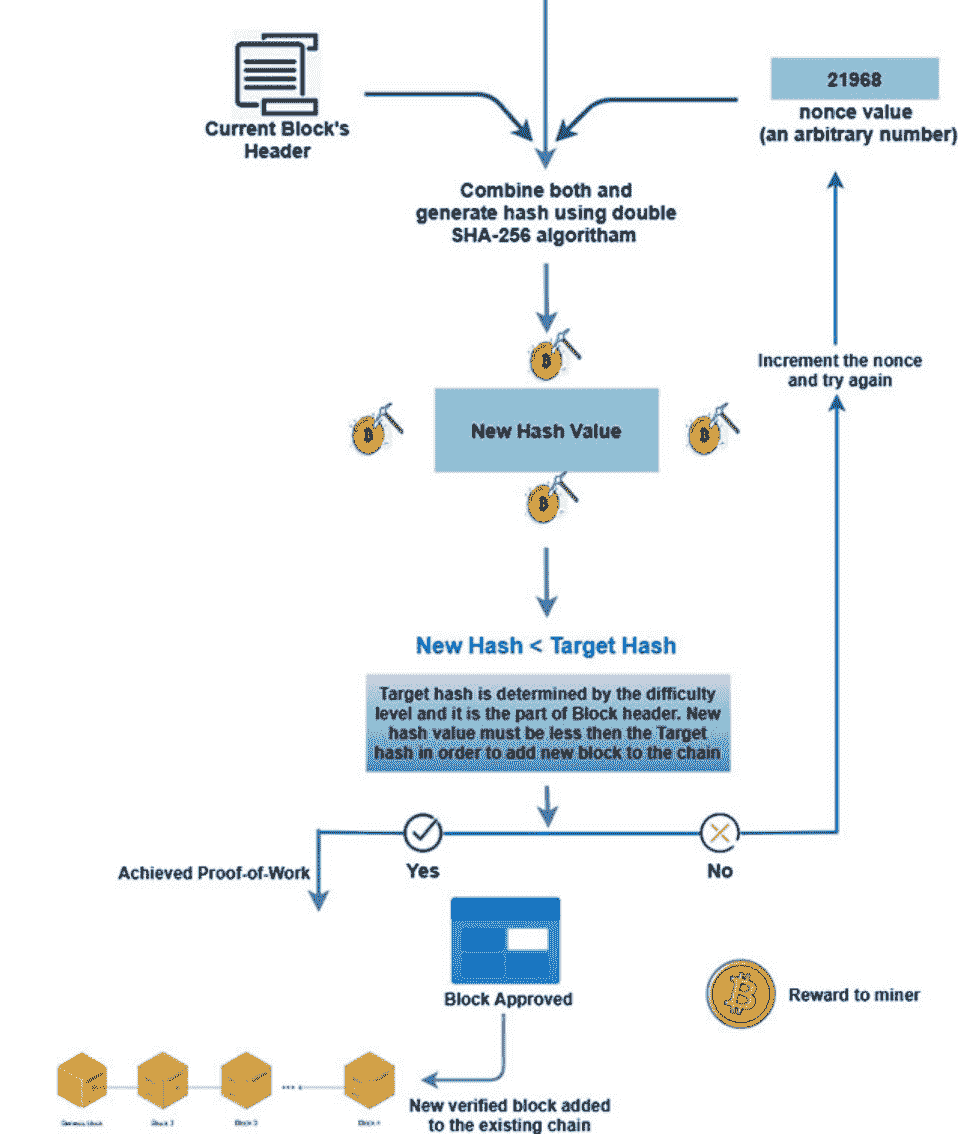 21968
nonce value
(an arbitrary number)
Current Block's
Header
Combine both and
generate hash using double
SHA-256 algoritham
Increment the nonce
and try again
New Hash Value
New Hash < Target Hash
Target hash is determined by the difficulty
level and it is the part of Block header. New
hash value must be less then the Target
hash in order to add new block to the chain
Yes
No
Achieved Proof-of-Work
Block Approved
Reward to miner
Block 2
Block 3
New verified block added
to the existing chain